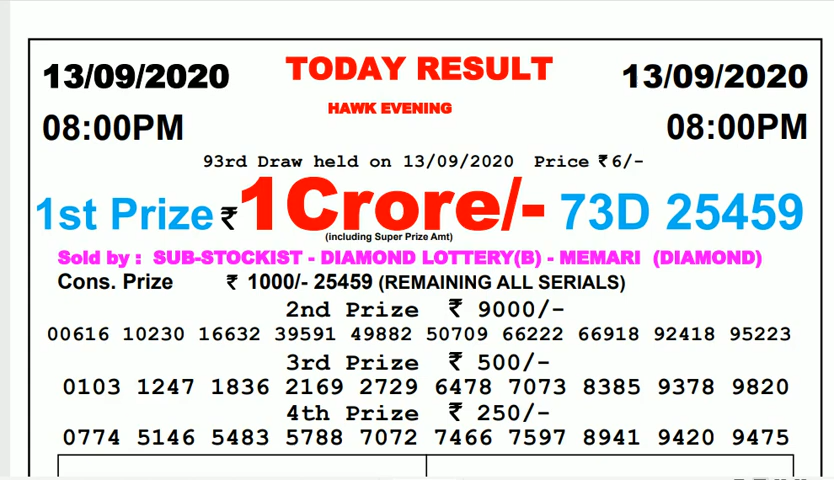 13/09/2020 TODAY RESULT 13/09/2020
HAWK EVENING
08:00PM 08:00PM
93rd Draw held on 13/09/2020 Price ₹6/-
1st Prize ₹1Crore/- 73D 25459
(including Super Prize Amt)
Sold by : SUB-STOCKIST - DIAMOND LOTTERY(B) - MEMARI (DIAMOND)
Cons. Prize ₹ 1000/- 25459 (REMAINING ALL SERIALS)
2nd Prize ₹ 9000/-
00616 10230 16632 39591 49882 50709 66222 66918 92418 95223
3rd Prize ₹ 500/-
0103 1247 1836 2169 2729 6478 7073 8385 9378 9820
4th Prize ₹ 250/-
0774 5146 5483 5788 7072 7466 7597 8941 9420 9475